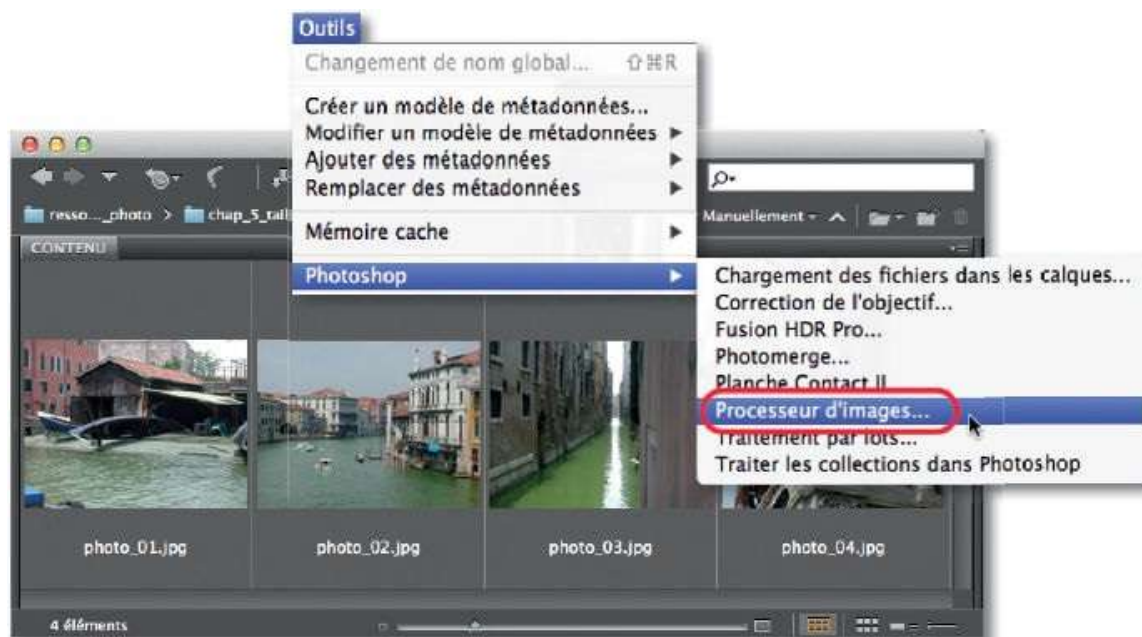 Outils
Changement de nom global... ⇧⌘R
Créer un modèle de métadonnées...
Modifier un modèle de métadonnées
Ajouter des métadonnées
Remplacer des métadonnées
Mémoire cache
Photoshop
Chargement des fichiers dans les calques...
Correction de l'objectif...
Fusion HDR Pro...
Photomerge...
Planche Contact II
Processeur d'images...
Traitement par lots...
Traiter les collections dans Photoshop
resso..._photo > chap_5_tail
Manuellement
CONTENU
photo_01.jpg
photo_02.jpg
photo_03.jpg
photo_04.jpg
4 éléments